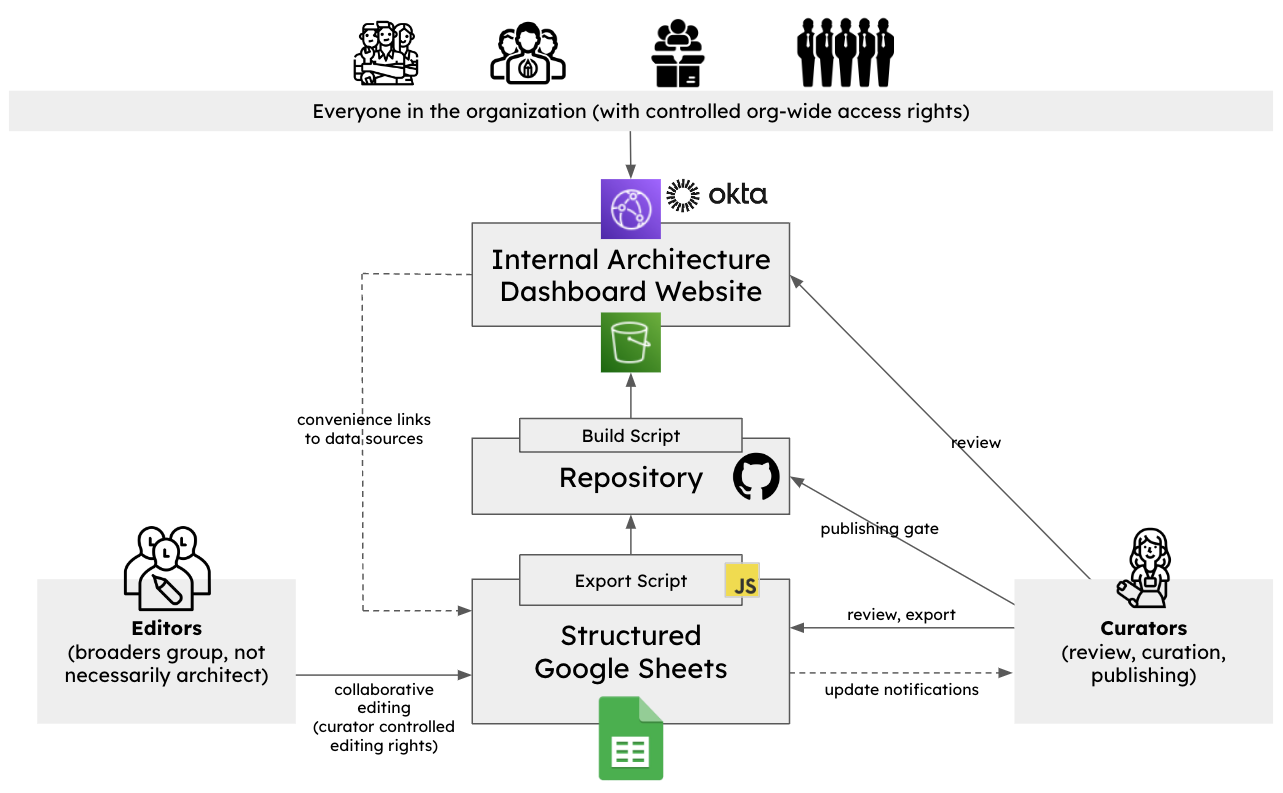 Everyone in the organization (with controlled org-wide access rights)
okta
Internal Architecture
Dashboard Website
convenience links
to data sources
Build Script
Repository
review
publishing gate
Export Script
JS
Structured
Google Sheets
Editors
(broaders group, not
necessarily architect)
collaborative
editing
(curator controlled
editing rights)
review, export
update notifications
Curators
(review, curation,
publishing)